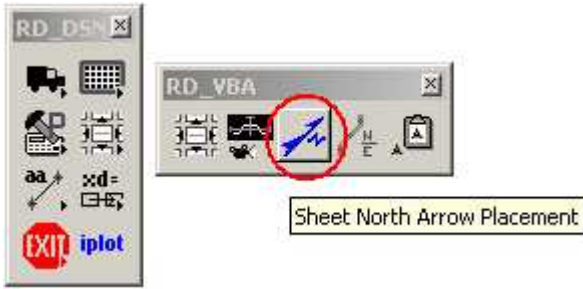 RD_DSN
aa
xd=
EXIT
iplot
RD_VBA
N
N
E
A
A
Sheet North Arrow Placement